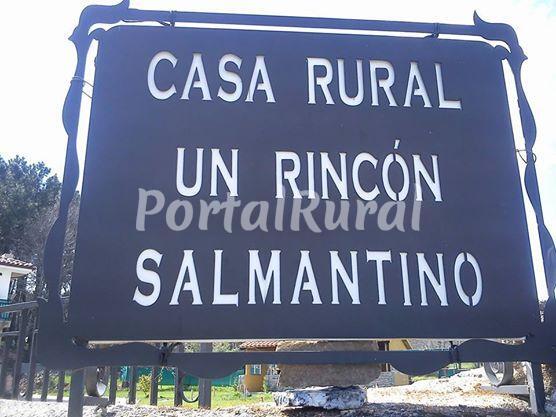 CASA RURAL
UN RINCÓN
PortalRural
SALMANTINO